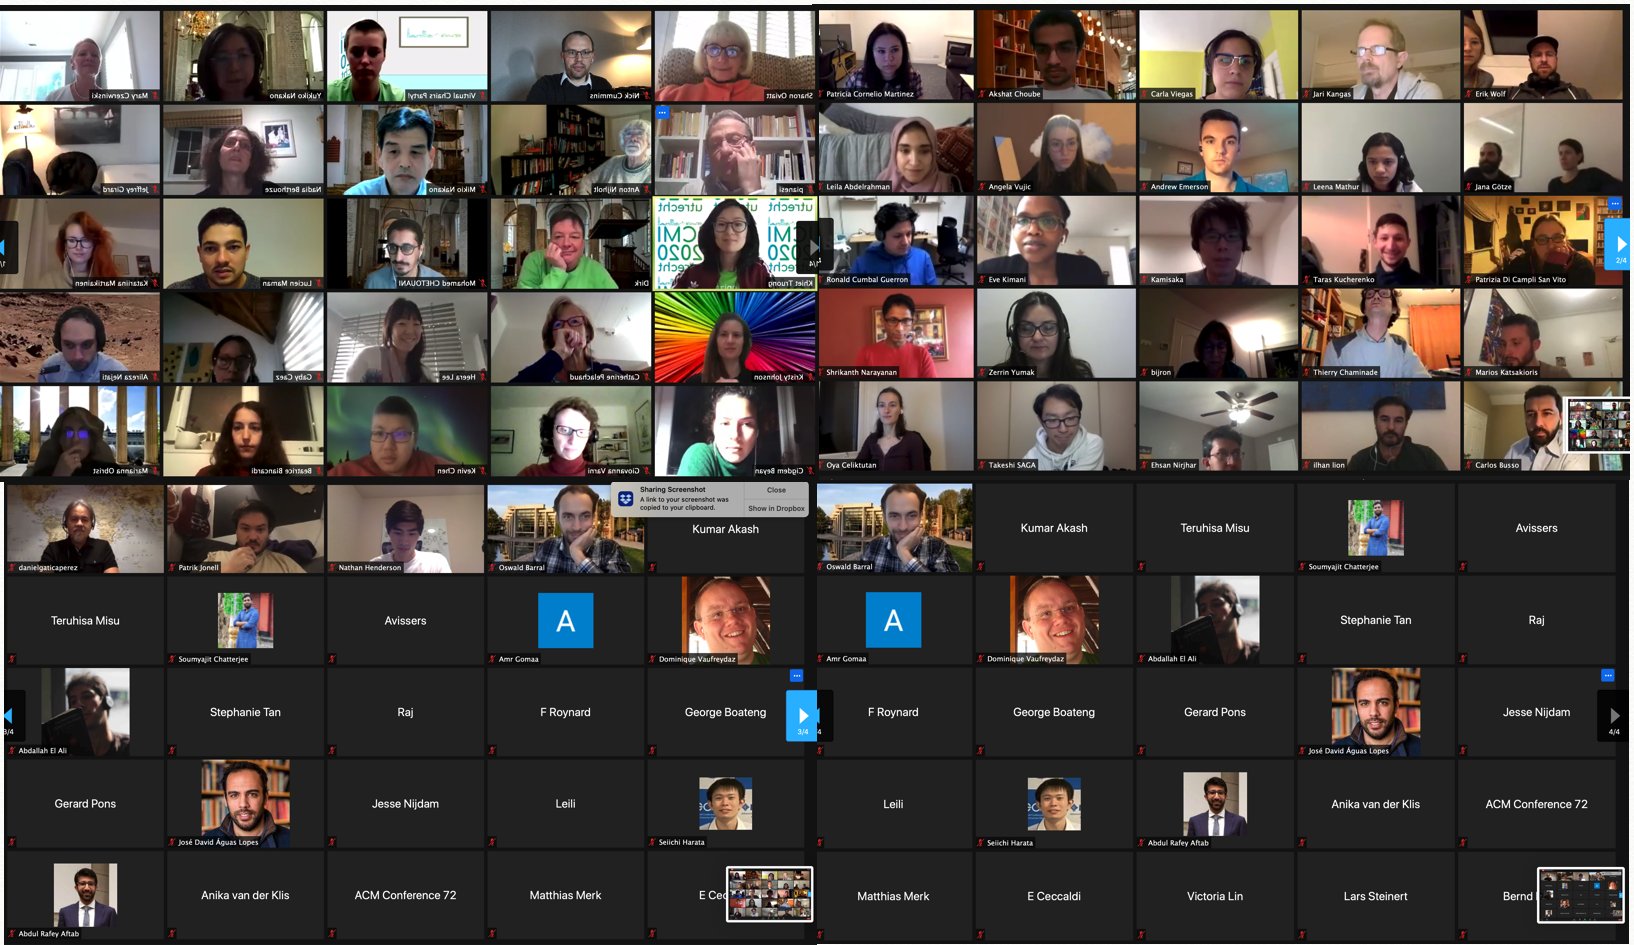 Mary Czerwinski
Yukiko Nakano
Virtual Chairs Party!
Nick Cummins
Sharon Oviatt
Jeffrey Girard
Nadia Berthouze
Mikio Nakano
Anton Nijholt
pianesi
Katariina Martikainen
Lucien Maman
Mohamed CHETOUANI
Dirk
utrecht
ICMI
2020
utrecht
Khiet Truong
Alireza Nejati
Gaby Caez
Heera Lee
Catherine Pelachaud
Kristy Johnson
Marianna Obrist
Beatrice Biancardi
Kevin Chen
Giovanna Varni
Cigdem Beyan
Patricia Cornelio Martinez
Akshat Choube
Carla Viegas
Jari Kangas
Erik Wolf
Leila Abdelrahman
Angela Vujic
Andrew Emerson
Leena Mathur
Jana Götze
Ronald Cumbal Guerron
Eve Kimani
Kamisaka
Taras Kucherenko
Patrizia Di Campli San Vito
2/4
Shrikanth Narayanan
Zerrin Yumak
bijron
Thierry Chaminade
Marios Katsakioris
Oya Celiktutan
Takeshi SAGA
Ehsan Nirjhar
ilhan lion
Carlos Busso
danielgaticaperez
Patrik Jonell
Nathan Henderson
Oswald Barral
Sharing Screenshot
A link to your screenshot was
copied to your clipboard.
Close
Show in Dropbox
Kumar Akash
Teruhisa Misu
Soumyajit Chatterjee
Avissers
A
Amr Gomaa
Dominique Vaufreydaz
3/4
Abdallah El Ali
Stephanie Tan
Raj
F Roynard
George Boateng
3/4
Gerard Pons
José David Águas Lopes
Jesse Nijdam
Leili
Seiichi Harata
Abdul Rafey Aftab
Anika van der Klis
ACM Conference 72
Matthias Merk
Oswald Barral
Kumar Akash
Teruhisa Misu
Soumyajit Chatterjee
Avissers
A
Amr Gomaa
Dominique Vaufreydaz
Abdallah El Ali
Stephanie Tan
Raj
F Roynard
George Boateng
Gerard Pons
José David Águas Lopes
Jesse Nijdam
4/4
Leili
Seiichi Harata
Abdul Rafey Aftab
Anika van der Klis
ACM Conference 72
Matthias Merk
E Ceccaldi
Victoria Lin
Lars Steinert
Bernd